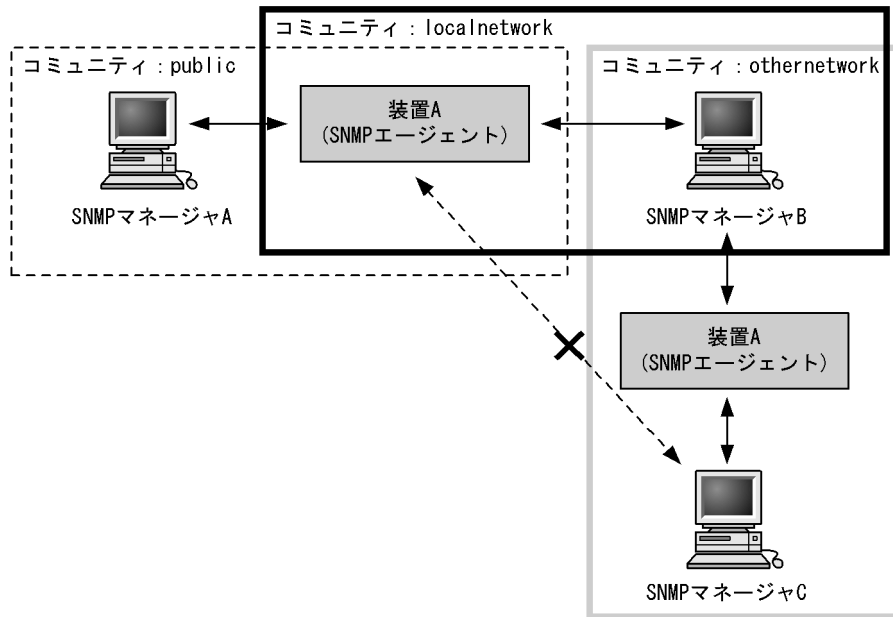 コミュニティ：localnetwork
コミュニティ：public
コミュニティ：othernetwork
装置A
（SNMPエージェント）
SNMPマネージャA
SNMPマネージャB
装置A
（SNMPエージェント）
SNMPマネージャC